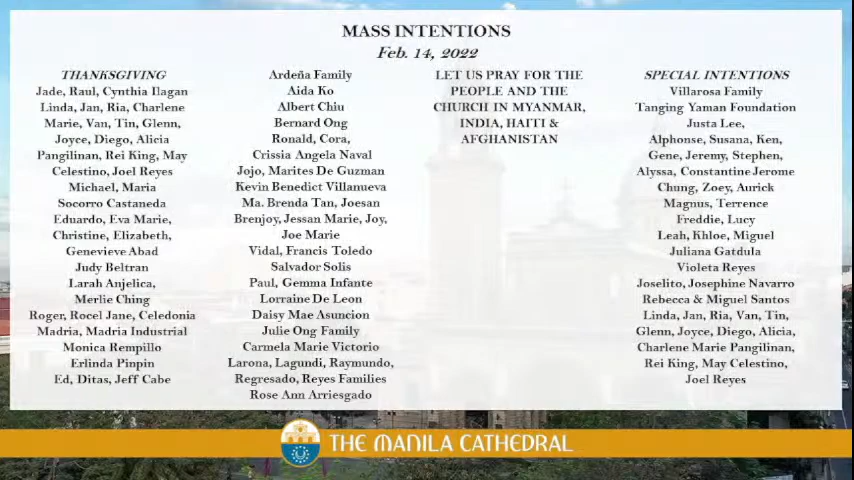 MASS INTENTIONS
Feb. 14, 2022
THANKSGIVING
Jade, Raul, Cynthia Ilagan
Linda, Jan, Ria, Charlene
Marie, Van, Tin, Glenn,
Joyce, Diego, Alicia
Pangilinan, Rei King, May
Celestino, Joel Reyes
Michael, Maria
Socorro Castaneda
Eduardo, Eva Marie,
Christine, Elizabeth,
Genevieve Abad
Judy Beltran
Larah Anjelica,
Merlie Ching
Roger, Rocel Jane, Celedonia
Madria, Madria Industrial
Monica Rempillo
Erlinda Pinpin
Ed, Ditas, Jeff Cabe
Ardeña Family
Aida Ko
Albert Chiu
Bernard Ong
Ronald, Cora,
Crissia Angela Naval
Jojo, Marites De Guzman
Kevin Benedict Villanueva
Ma. Brenda Tan, Joesan
Brenjoy, Jessan Marie, Joy,
Joe Marie
Vidal, Francis Toledo
Salvador Solis
Paul, Gemma Infante
Lorraine De Leon
Daisy Mae Asuncion
Julie Ong Family
Carmela Marie Victorio
Larona, Lagundi, Raymundo,
Regresado, Reyes Families
Rose Ann Arriesgado
LET US PRAY FOR THE
PEOPLE AND THE
CHURCH IN MYANMAR,
INDIA, HAITI &
AFGHANISTAN
SPECIAL INTENTIONS
Villarosa Family
Tanging Yaman Foundation
Justa Lee,
Alphonse, Susana, Ken,
Gene, Jeremy, Stephen,
Alyssa, Constantine Jerome
Chung, Zoey, Aurick
Magnus, Terrence
Freddie, Lucy
Leah, Khloe, Miguel
Juliana Gatdula
Violeta Reyes
Joselito, Josephine Navarro
Rebecca & Miguel Santos
Linda, Jan, Ria, Van, Tin,
Glenn, Joyce, Diego, Alicia,
Charlene Marie Pangilinan,
Rei King, May Celestino,
Joel Reyes
THE MANILA CATHEDRAL